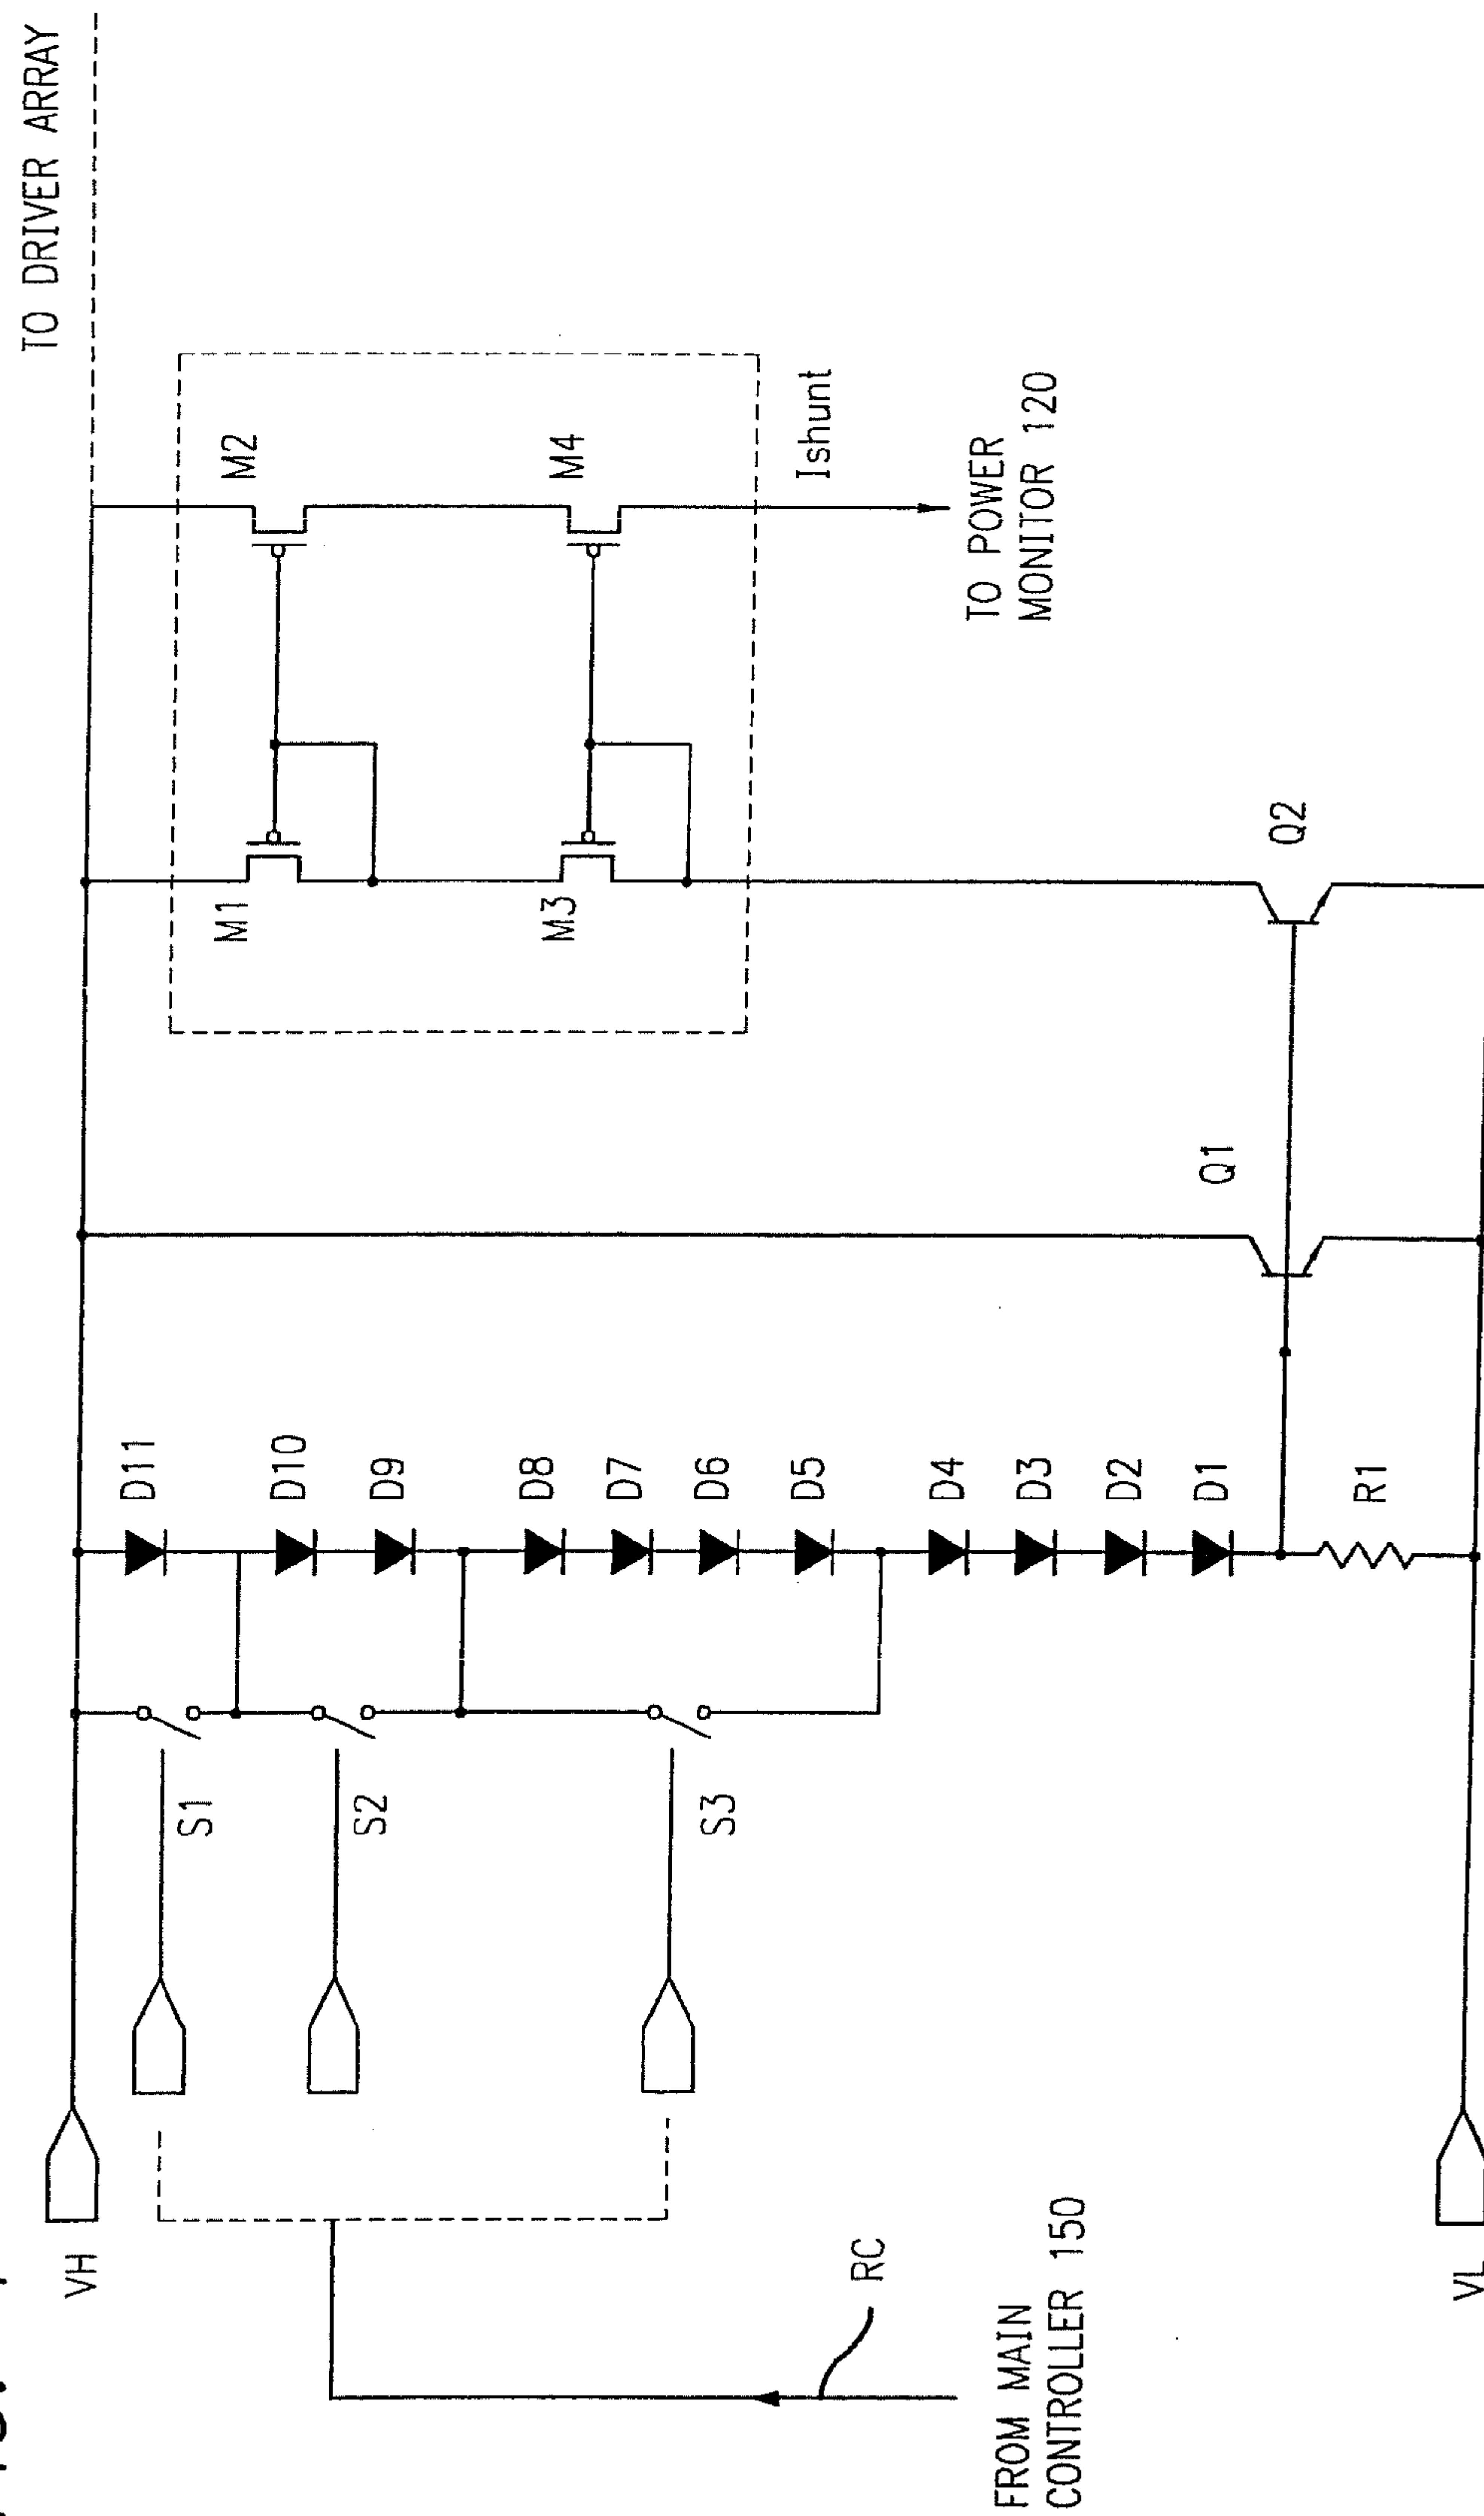 TO DRIVER ARRAY
M2
M4
Ishunt
TO POWER
MONITOR 120
M1
M3
Q2
Q1
D11
D10
D9
D8
D7
D6
D5
D4
D3
D2
D1
R1
S1
S2
S3
VH
RC
VL
FROM MAIN
CONTROLLER 150